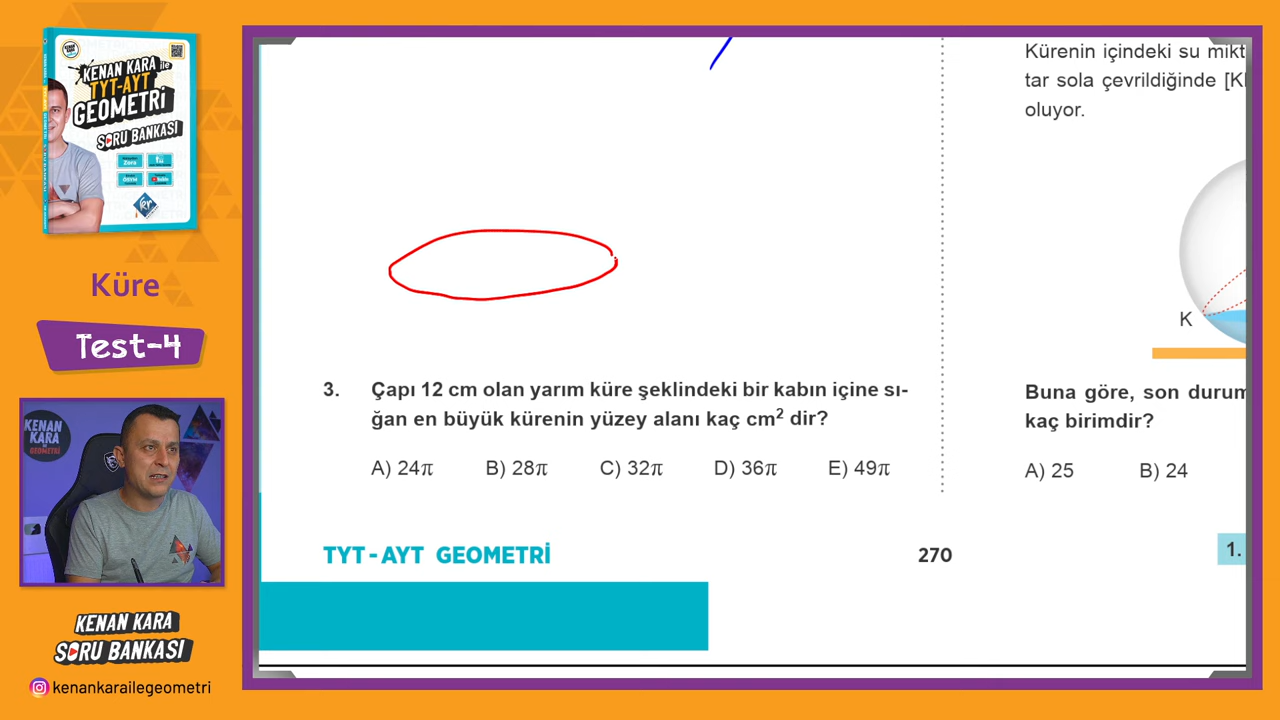 KENAN KARA ile
TYT-AYT
GEOMETRİ
SORU BANKASI
Küre
Test-4
KENAN
KARA
GEOMETRİ
KENAN KARA
SORU BANKASI
kenankarailegeometri
3. Çapı 12 cm olan yarım küre şeklindeki bir kabın içine sı-
ğan en büyük kürenin yüzey alanı kaç cm² dir?
A) 24π B) 28π C) 32π D) 36π E) 49π
TYT - AYT GEOMETRİ
270
Kürenin içindeki su mikt
tar sola çevrildiğinde [K
oluyor.
K
Buna göre, son durum
kaç birimdir?
A) 25 B) 24
1.